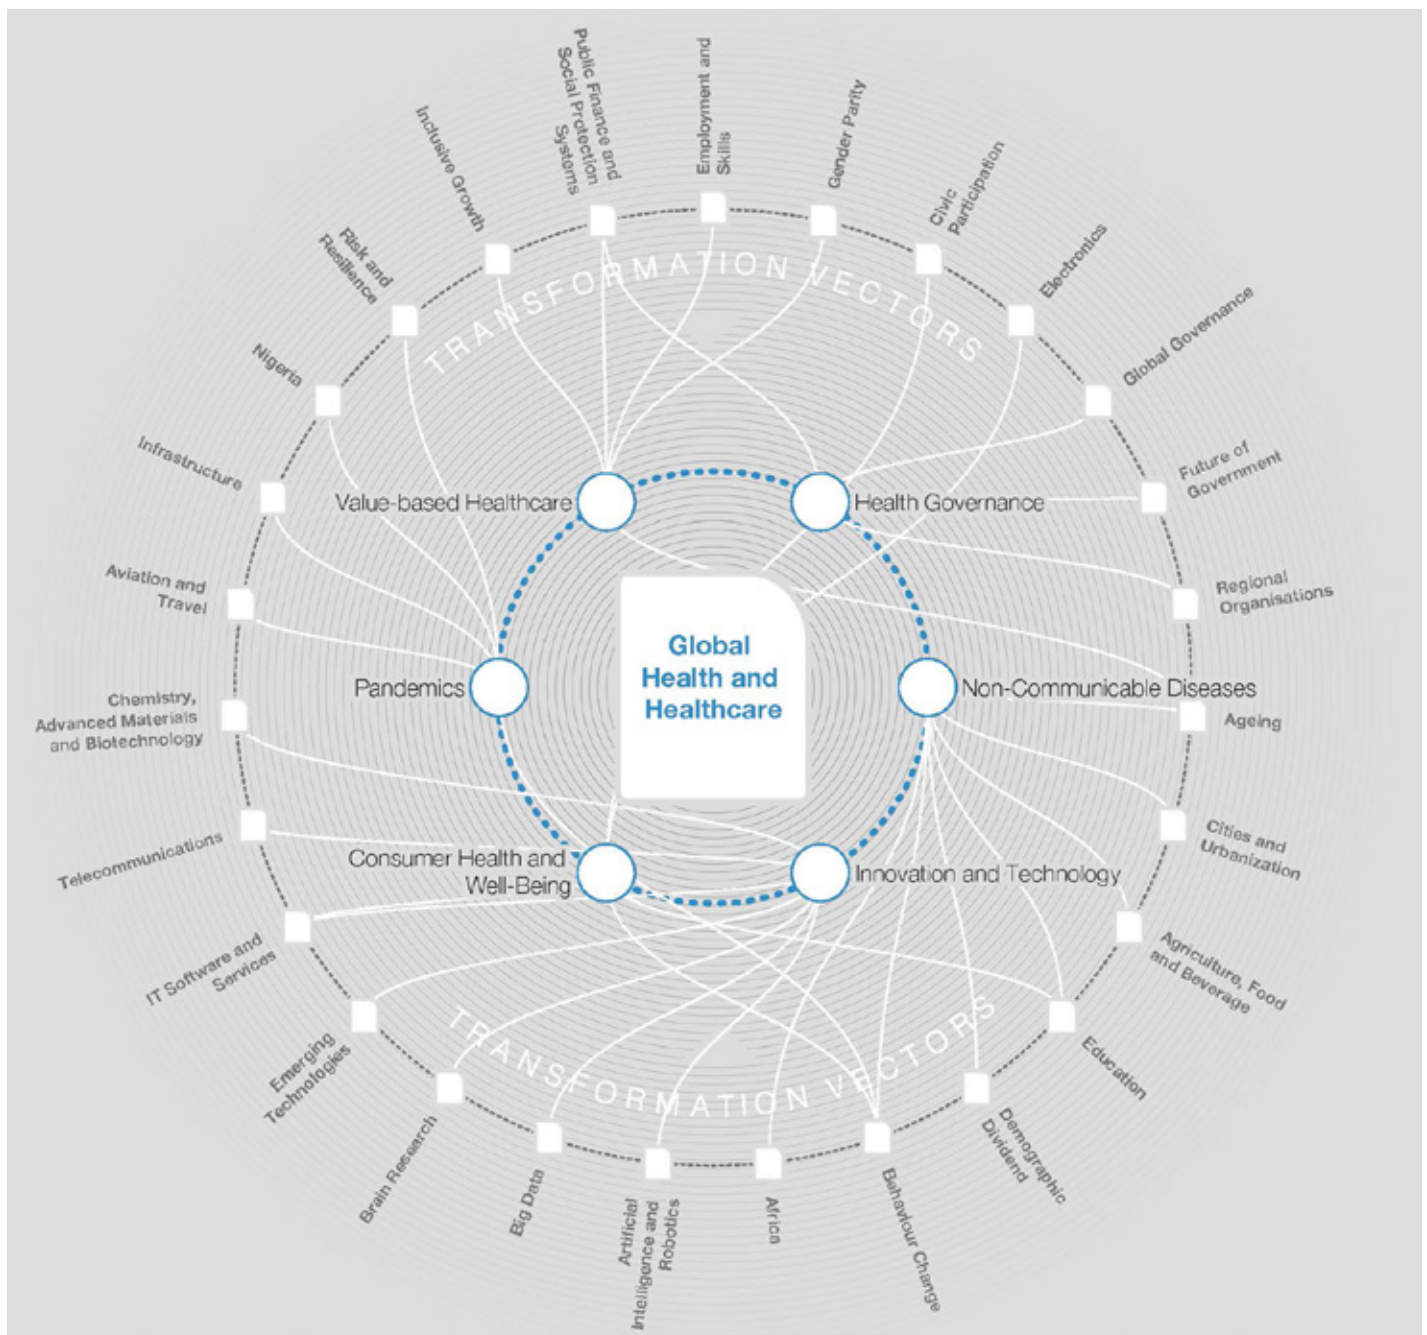 Public Finance and
Social Protection
Systems
Employment and
Skills
Gender Parity
Civic
Participation
Electronics
Global Governance
Future of
Government
Regional
Organisations
Ageing
Cities and
Urbanization
Agriculture, Food
and Beverage
Education
Demographic
Dividend
Behaviour Change
Africa
Artificial
Intelligence and
Robotics
Big Data
Brain Research
Emerging
Technologies
IT Software and
Services
Telecommunications
Chemistry,
Advanced Materials
and Biotechnology
Aviation and
Travel
Infrastructure
Nigeria
Risk and
Resilience
Inclusive Growth
TRANSFORMATION VECTORS
Value-based Healthcare
Health Governance
Pandemics
Global
Health and
Healthcare
Non-Communicable Diseases
Consumer Health and
Well-Being
Innovation and Technology
TRANSFORMATION VECTORS